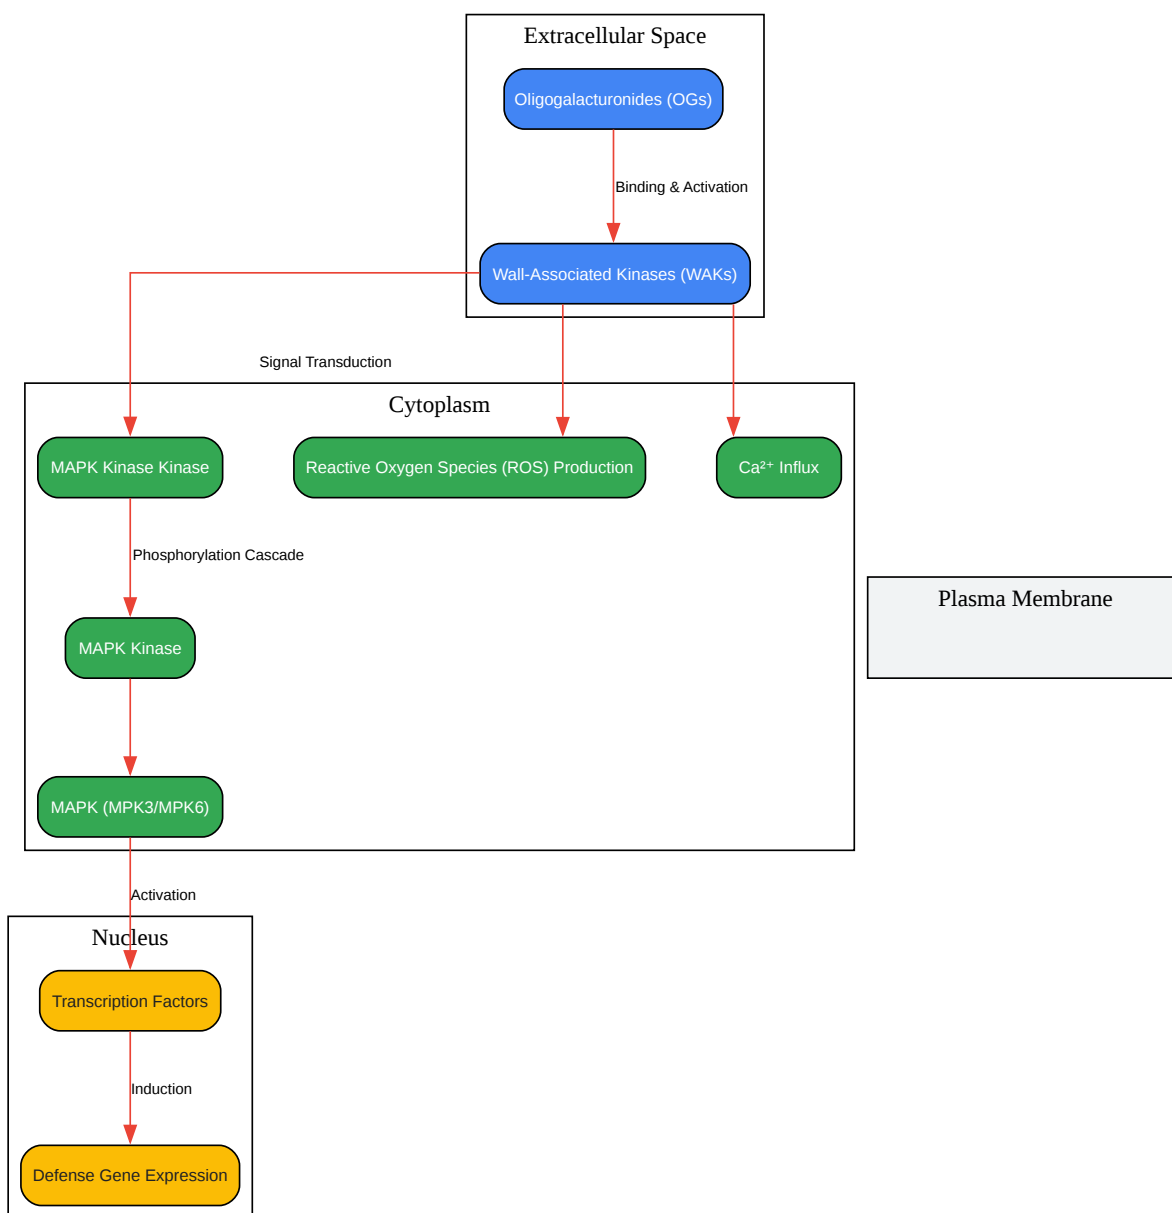 Extracellular Space
Oligogalacturonides (OGs)
Binding & Activation
Wall-Associated Kinases (WAKs)
Signal Transduction
Cytoplasm
MAPK Kinase Kinase
Reactive Oxygen Species (ROS) Production
Ca²⁺ Influx
Phosphorylation Cascade
Plasma Membrane
MAPK Kinase
MAPK (MPK3/MPK6)
Activation
Nucleus
Transcription Factors
Induction
Defense Gene Expression